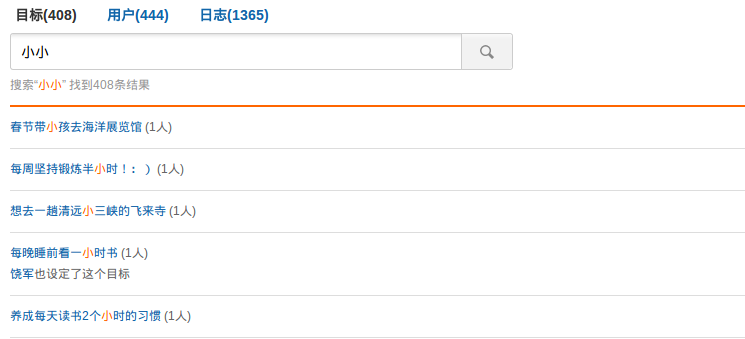 目标(408) 用户(444) 日志(1365)
小小
搜索“小小” 找到408条结果
春节带小孩去海洋展览馆 (1人)
每周坚持锻炼半小时！： ）(1人)
想去一趟清远小三峡的飞来寺 (1人)
每晚睡前看一小时书 (1人)
饶军也设定了这个目标
养成每天读书2个小时的习惯 (1人)